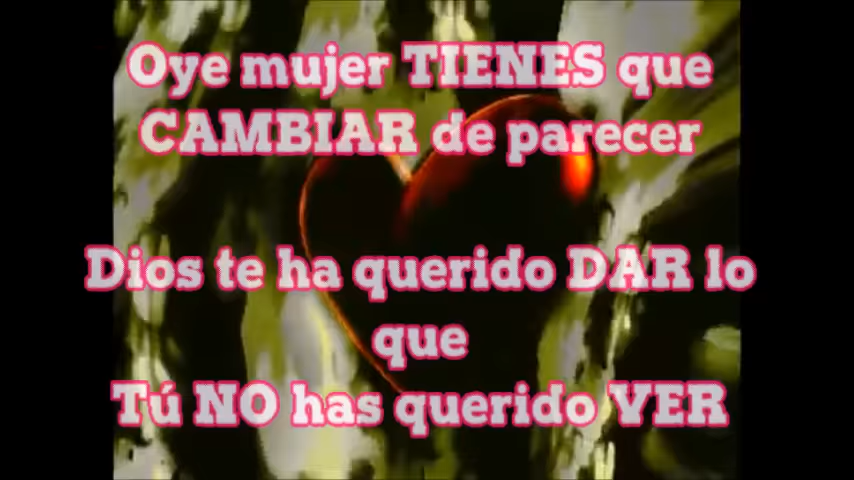 Oye mujer TIENES que
CAMBIAR de parecer
Dios te ha querido DAR lo
que
Tú NO has querido VER